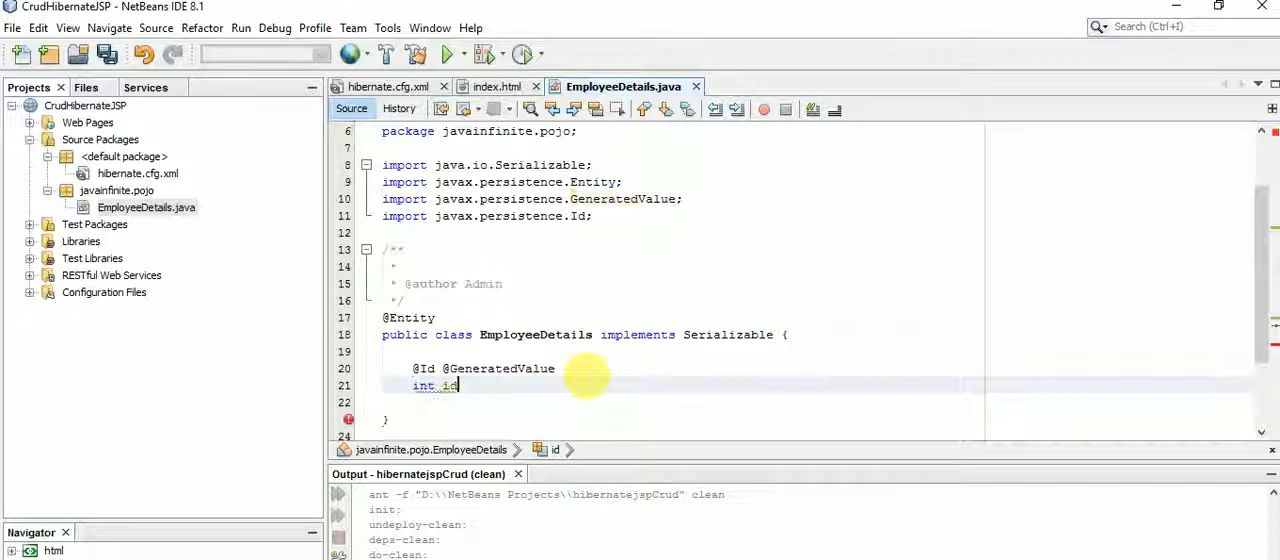 CrudHibernateJSP - NetBeans IDE 8.1
File Edit View Navigate Source Refactor Run Debug Profile Team Tools Window Help
Search (Ctrl+I)
Projects Files Services
hibernate.cfg.xml index.html EmployeeDetails.java
Source History
CrudHibernateJSP
Web Pages
Source Packages
<default package>
hibernate.cfg.xml
javainfinite.pojo
EmployeeDetails.java
Test Packages
Libraries
Test Libraries
RESTful Web Services
Configuration Files
6 package javainfinite.pojo;
7
8 import java.io.Serializable;
9 import javax.persistence.Entity;
10 import javax.persistence.GeneratedValue;
11 import javax.persistence.Id;
12
13 /**
14 *
15 * @author Admin
16 */
17 @Entity
18 public class EmployeeDetails implements Serializable {
19
20 @Id @GeneratedValue
21 int id
22
}
24
javainfinite.pojo.EmployeeDetails id
Output - hibernatejspCrud (clean)
ant -f "D:\\NetBeans Projects\\hibernatejspCrud" clean
init:
undeploy-clean:
deps-clean:
do-clean:
Navigator
html